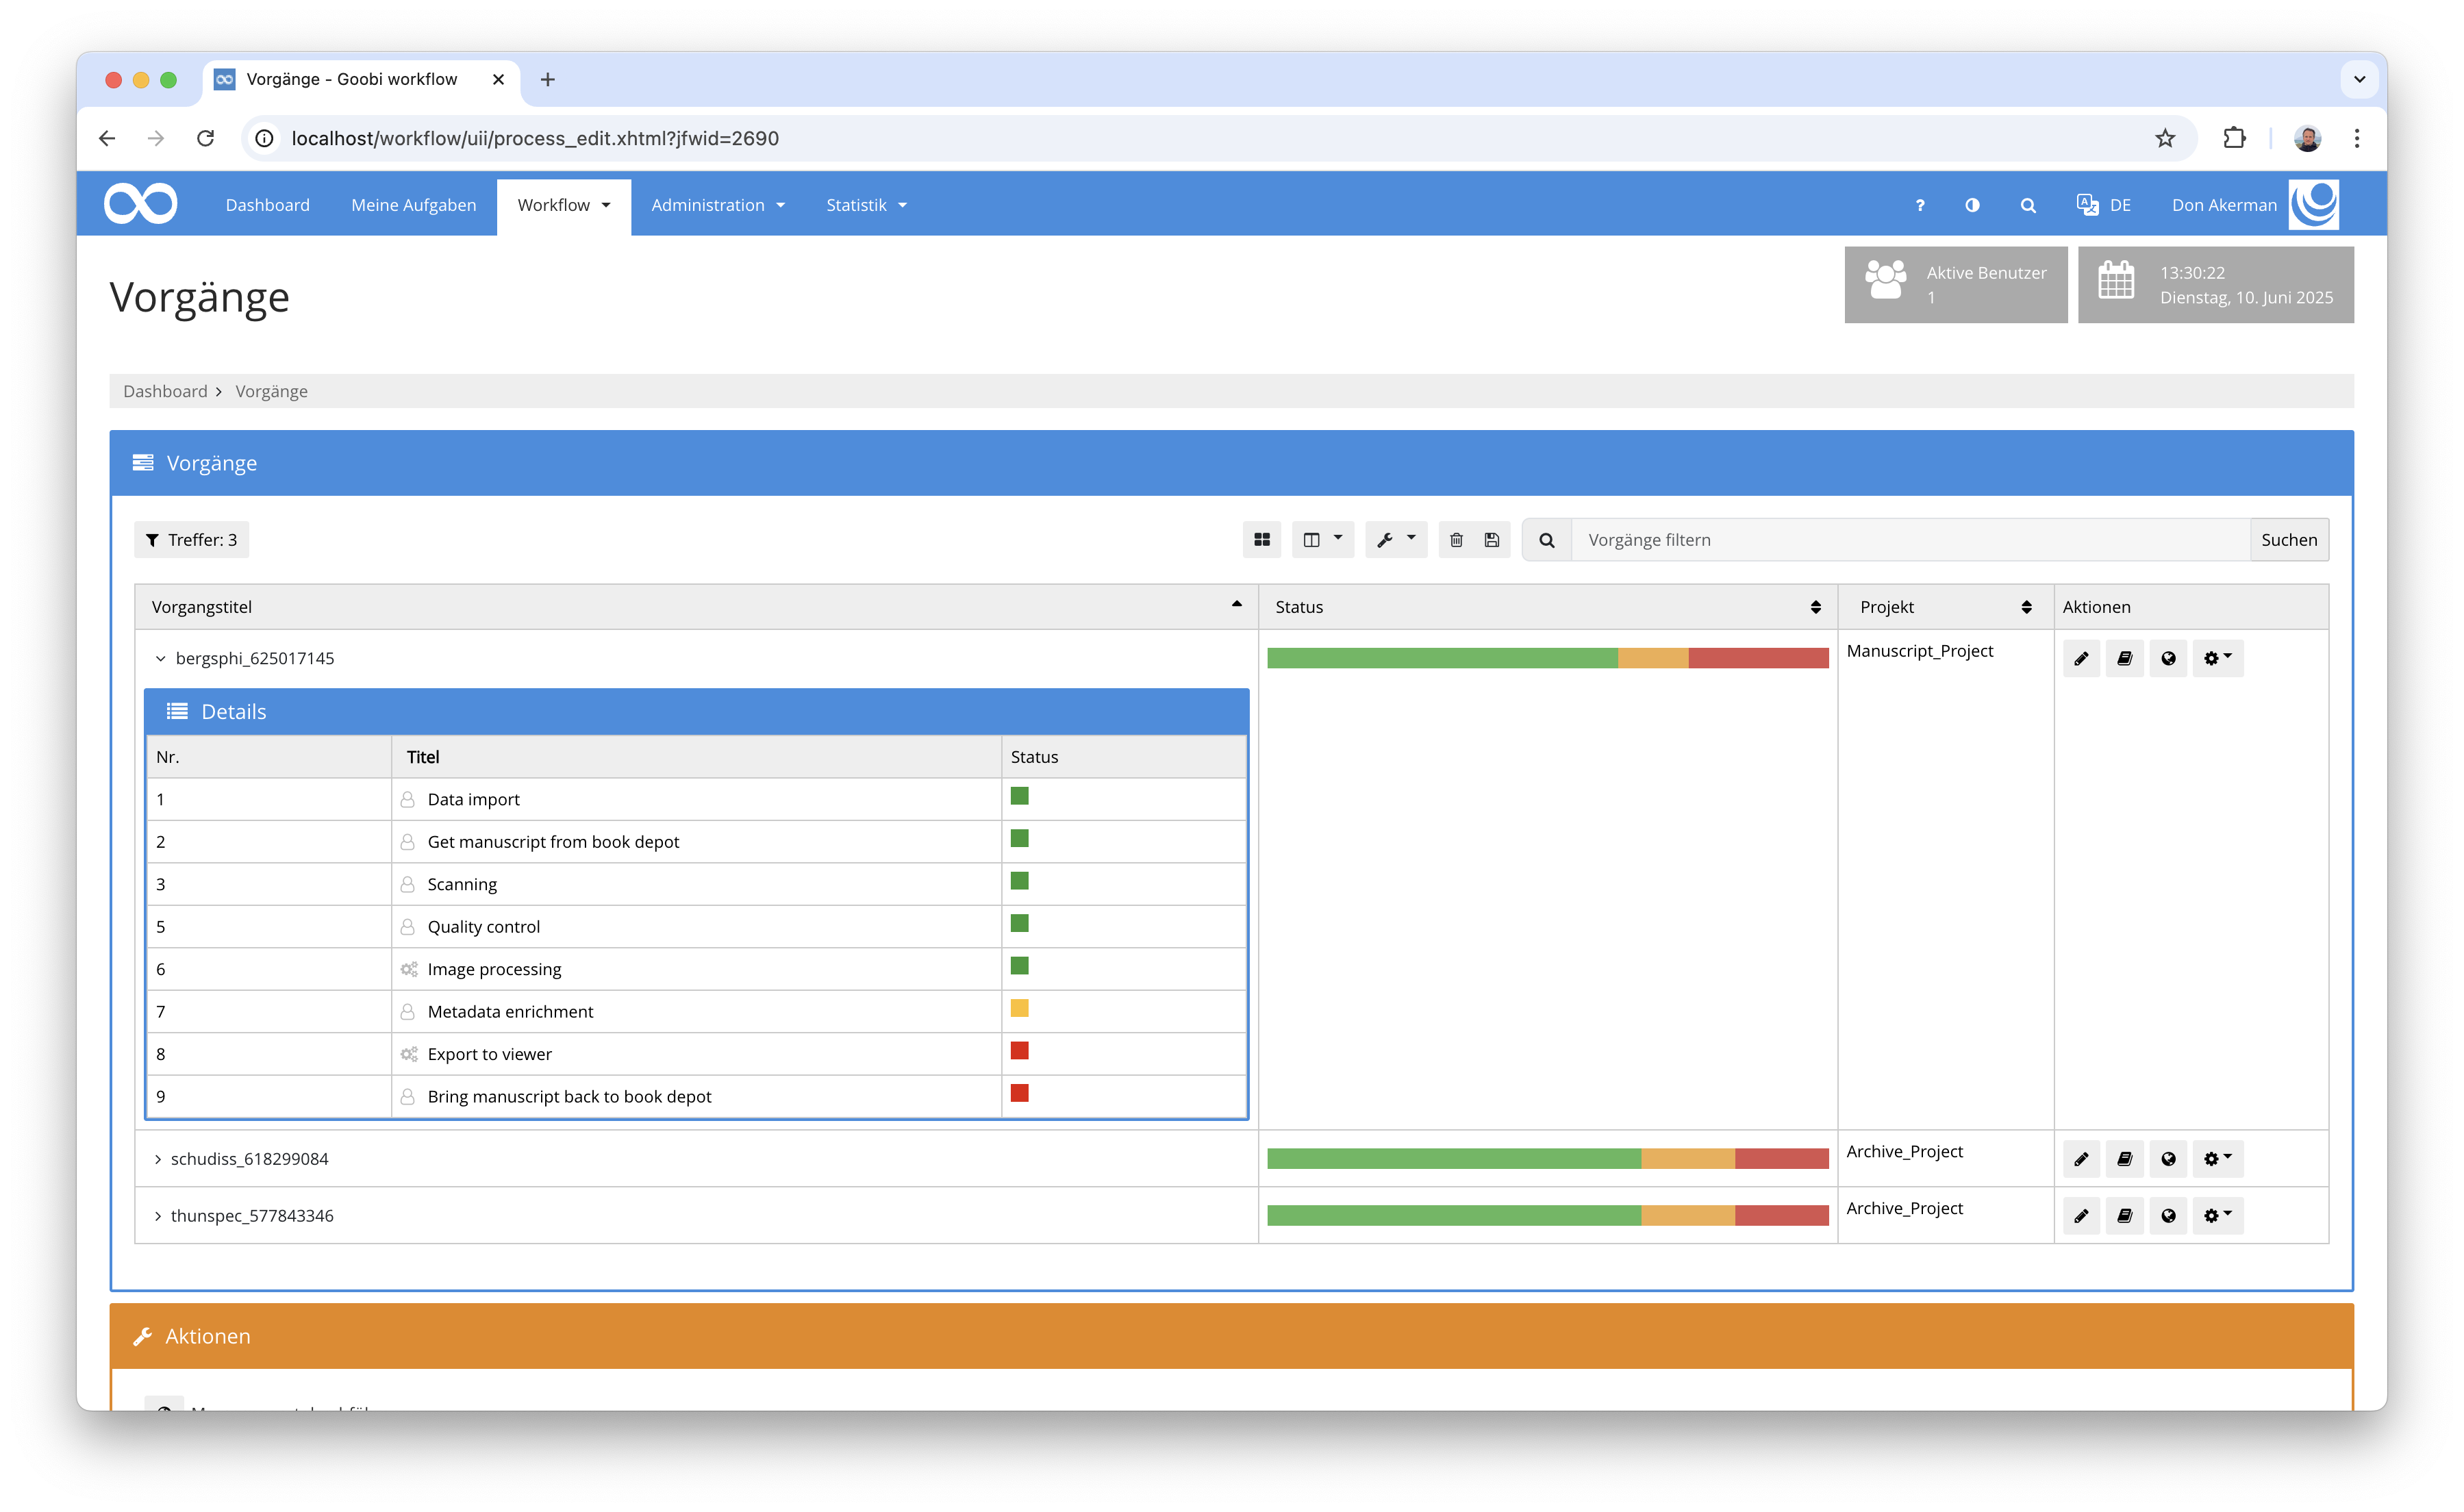 Vorgänge - Goobi workflow
localhost/workflow/uii/process_edit.xhtml?jfwid=2690
Dashboard Meine Aufgaben Workflow Administration Statistik ? DE Don Akerman
Vorgänge
Aktive Benutzer
1
13:30:22
Dienstag, 10. Juni 2025
Dashboard Vorgänge
Vorgänge
Treffer: 3 Vorgänge filtern Suchen
Vorgangstitel Status Projekt Aktionen
bergsphi_625017145 Manuscript_Project
Details
Nr. Titel Status
1 Data import
2 Get manuscript from book depot
3 Scanning
5 Quality control
6 Image processing
7 Metadata enrichment
8 Export to viewer
9 Bring manuscript back to book depot
schudiss_618299084 Archive_Project
thunspec_577843346 Archive_Project
Aktionen